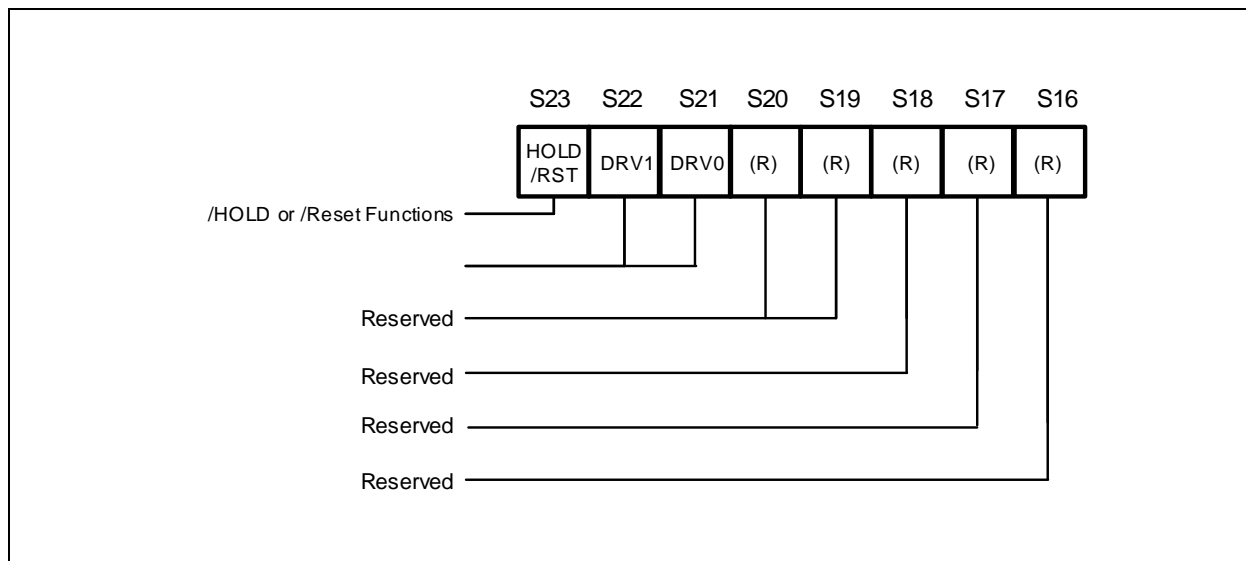 S23 S22 S21 S20 S19 S18 S17 S16
HOLD
/RST DRV1 DRV0 (R) (R) (R) (R) (R)
/HOLD or /Reset Functions
Reserved
Reserved
Reserved
Reserved